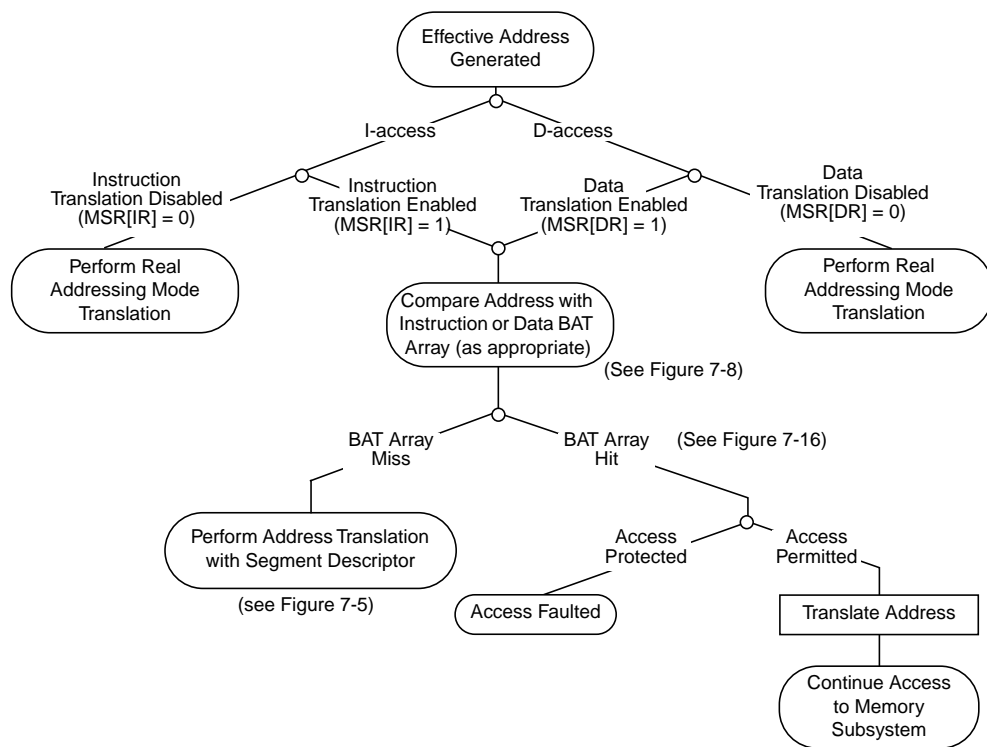 Effective Address
Generated
I-access
D-access
Instruction
Translation Disabled
(MSR[IR] = 0)
Instruction
Translation Enabled
(MSR[IR] = 1)
Data
Translation Enabled
(MSR[DR] = 1)
Data
Translation Disabled
(MSR[DR] = 0)
Perform Real
Addressing Mode
Translation
Compare Address with
Instruction or Data BAT
Array (as appropriate)
Perform Real
Addressing Mode
Translation
(See Figure 7-8)
BAT Array
Miss
BAT Array
Hit
(See Figure 7-16)
Perform Address Translation
with Segment Descriptor
(see Figure 7-5)
Access
Protected
Access
Permitted
Access Faulted
Translate Address
Continue Access
to Memory
Subsystem